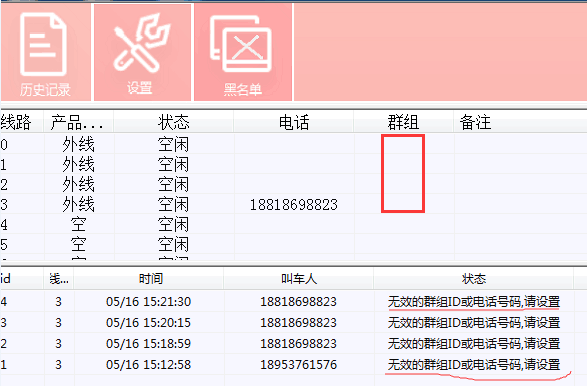 历史记录 设置 黑名单
线路 产品... 状态 电话 群组 备注
0 外线 空闲
1 外线 空闲
2 外线 空闲
3 外线 空闲 18818698823
4 空 空闲
5 空 空闲
id 线... 时间 叫车人 状态
4 3 05/16 15:21:30 18818698823 无效的群组ID或电话号码,请设置
3 3 05/16 15:20:15 18818698823 无效的群组ID或电话号码,请设置
2 3 05/16 15:18:59 18818698823 无效的群组ID或电话号码,请设置
1 3 05/16 15:12:58 18953761576 无效的群组ID或电话号码,请设置